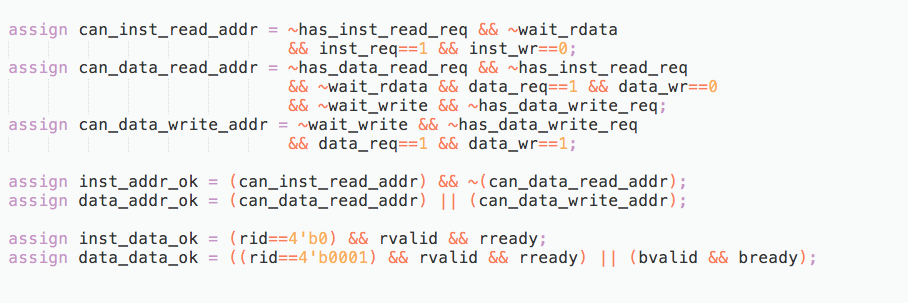 assign can_inst_read_addr = ~has_inst_read_req && ~wait_rdata
&& inst_req==1 && inst_wr==0;
assign can_data_read_addr = ~has_data_read_req && ~has_inst_read_req
&& ~wait_rdata && data_req==1 && data_wr==0
&& ~wait_write && ~has_data_write_req;
assign can_data_write_addr = ~wait_write && ~has_data_write_req
&& data_req==1 && data_wr==1;
assign inst_addr_ok = (can_inst_read_addr) && ~(can_data_read_addr);
assign data_addr_ok = (can_data_read_addr) || (can_data_write_addr);
assign inst_data_ok = (rid==4'b0) && rvalid && rready;
assign data_data_ok = ((rid==4'b0001) && rvalid && rready) || (bvalid && bready);